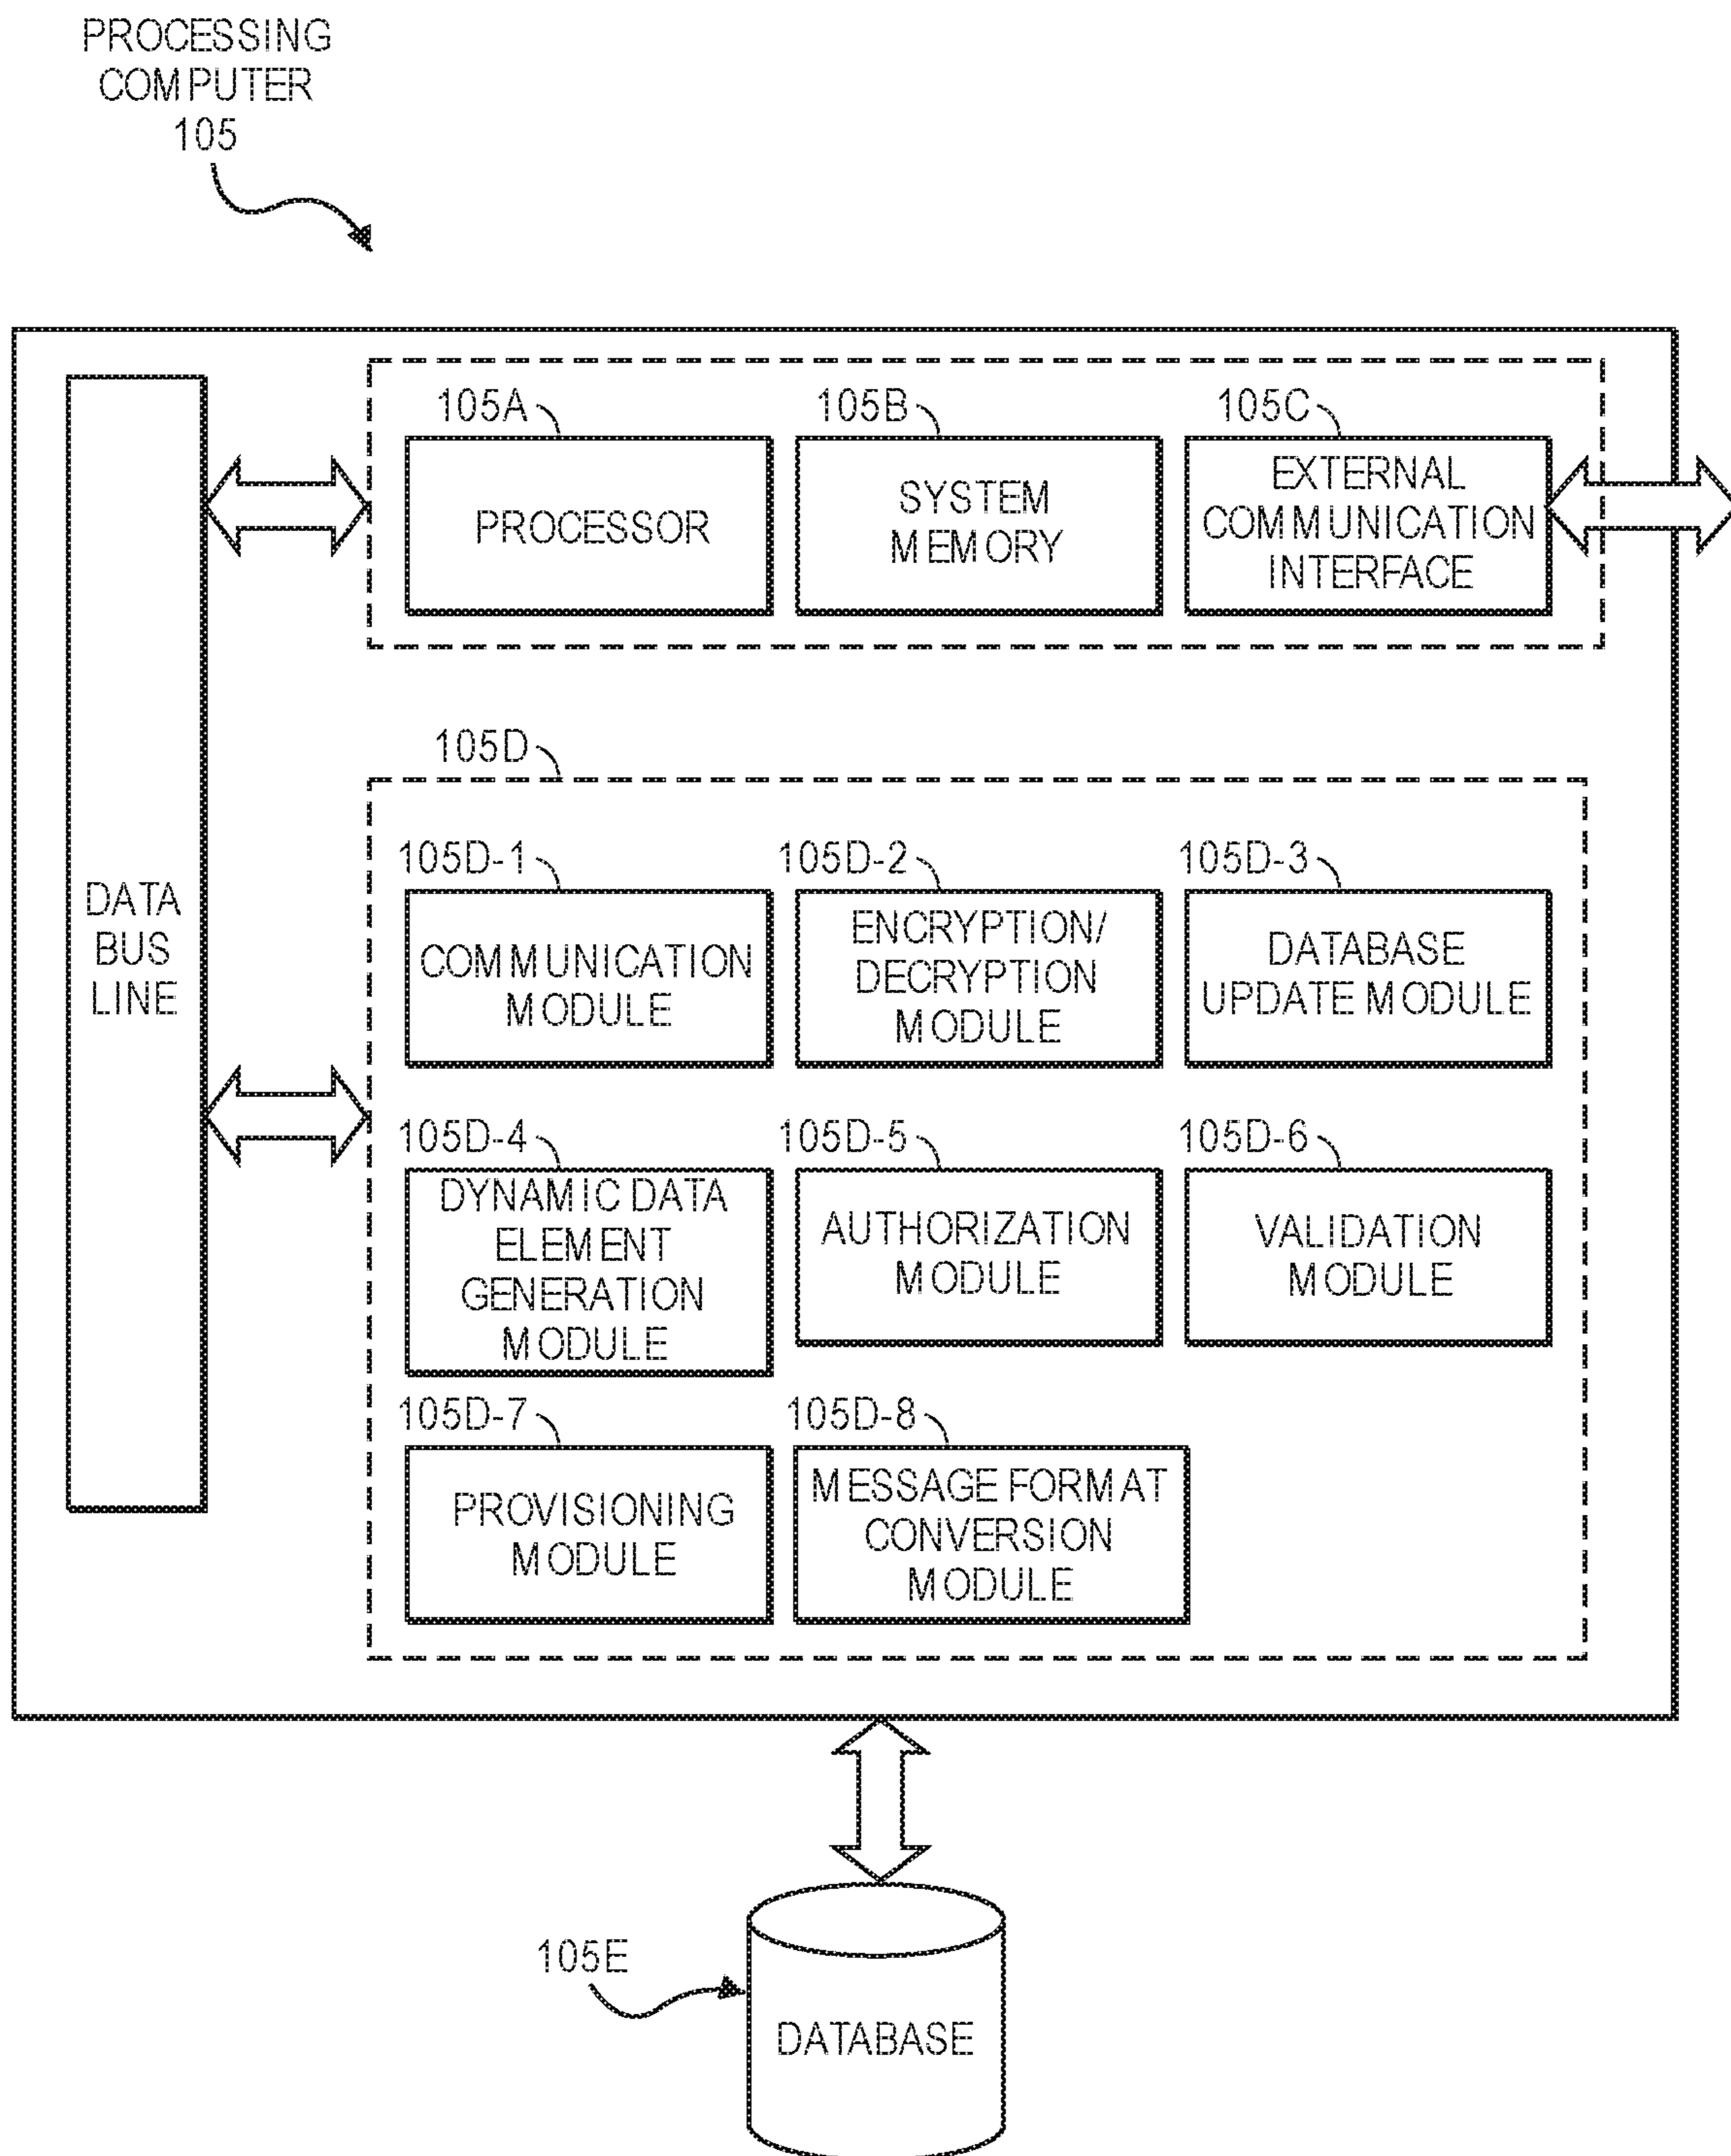 PROCESSING
COMPUTER
105
105A
105B
105C
PROCESSOR
SYSTEM
MEMORY
EXTERNAL
COMMUNICATION
INTERFACE
DATA
BUS
LINE
105D
105D-1
105D-2
105D-3
COMMUNICATION
MODULE
ENCRYPTION/
DECRYPTION
MODULE
DATABASE
UPDATE MODULE
105D-4
105D-5
105D-6
DYNAMIC DATA
ELEMENT
GENERATION
MODULE
AUTHORIZATION
MODULE
VALIDATION
MODULE
105D-7
105D-8
PROVISIONING
MODULE
MESSAGE FORMAT
CONVERSION
MODULE
105E
DATABASE